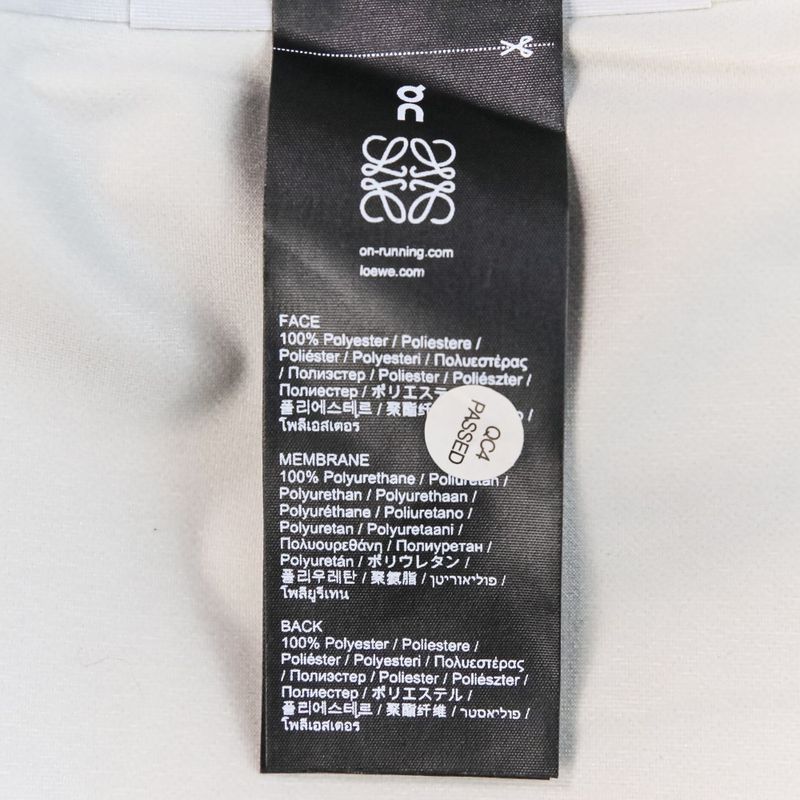 on
on-running.com
loewe.com
FACE
100% Polyester / Poliestere /
Poliéster / Polyesteri / Πολυεστέρας
/ Полиэстер / Poliester / Poliészter /
Полиестер / ポリエステル
폴리에스테르 / 聚酯纤
โพลีเอสเตอร
QC4
PASSED
MEMBRANE
100% Polyurethane / Poliuretan /
Polyurethan / Polyurethaan /
Polyuréthane / Poliuretano /
Polyuretan / Polyuretaani /
Πολυουρεθάνη / Полиуретан /
Polyuretán / ポリウレタン /
폴리우레탄 / 聚氨脂 / פוליאוריטן /
โพลียูรีเทน
BACK
100% Polyester / Poliestere /
Poliéster / Polyesteri / Πολυεστέρας
/ Полиэстер / Poliester / Poliészter /
Полиестер / ポリエステル /
폴리에스테르 / 聚酯纤维 / פוליאסטר /
โพลีเอสเตอร